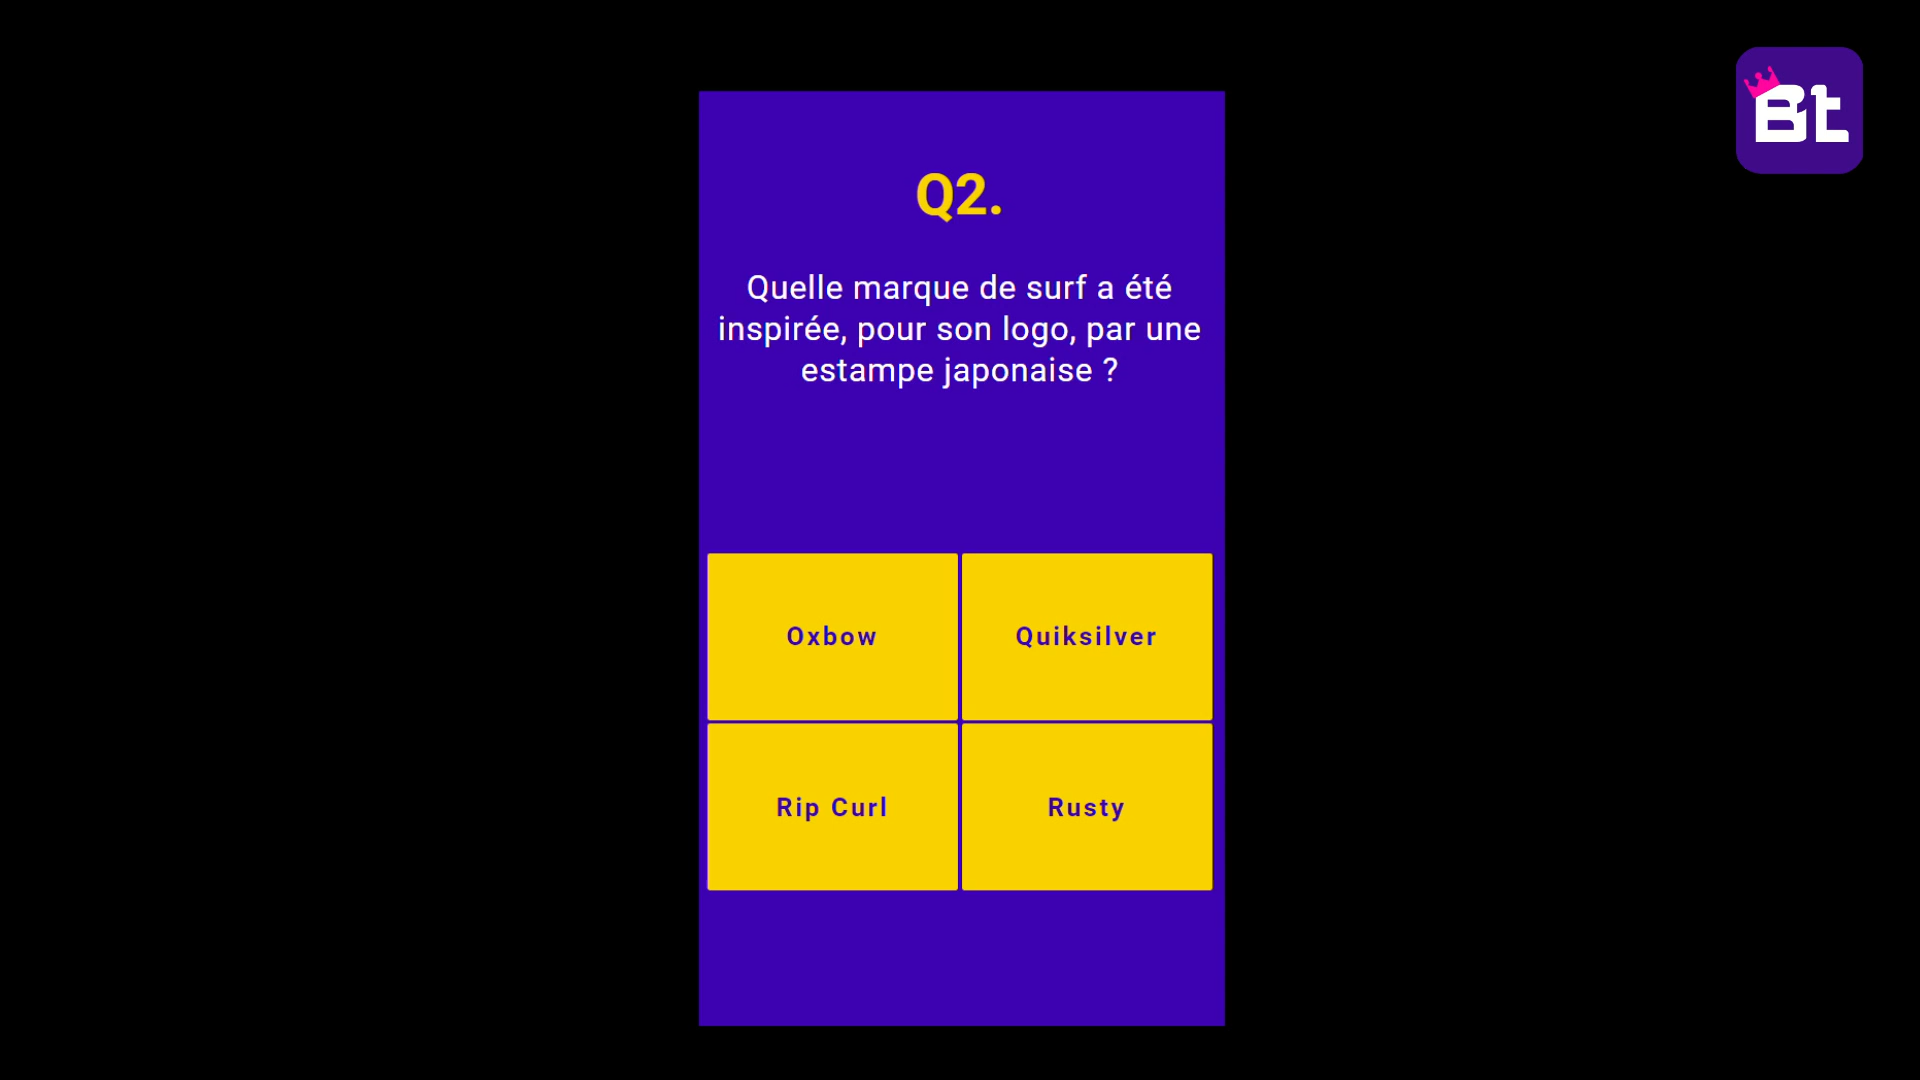 Bt
Q2.
Quelle marque de surf a été
inspirée, pour son logo, par une
estampe japonaise ?
Oxbow
Quiksilver
Rip Curl
Rusty